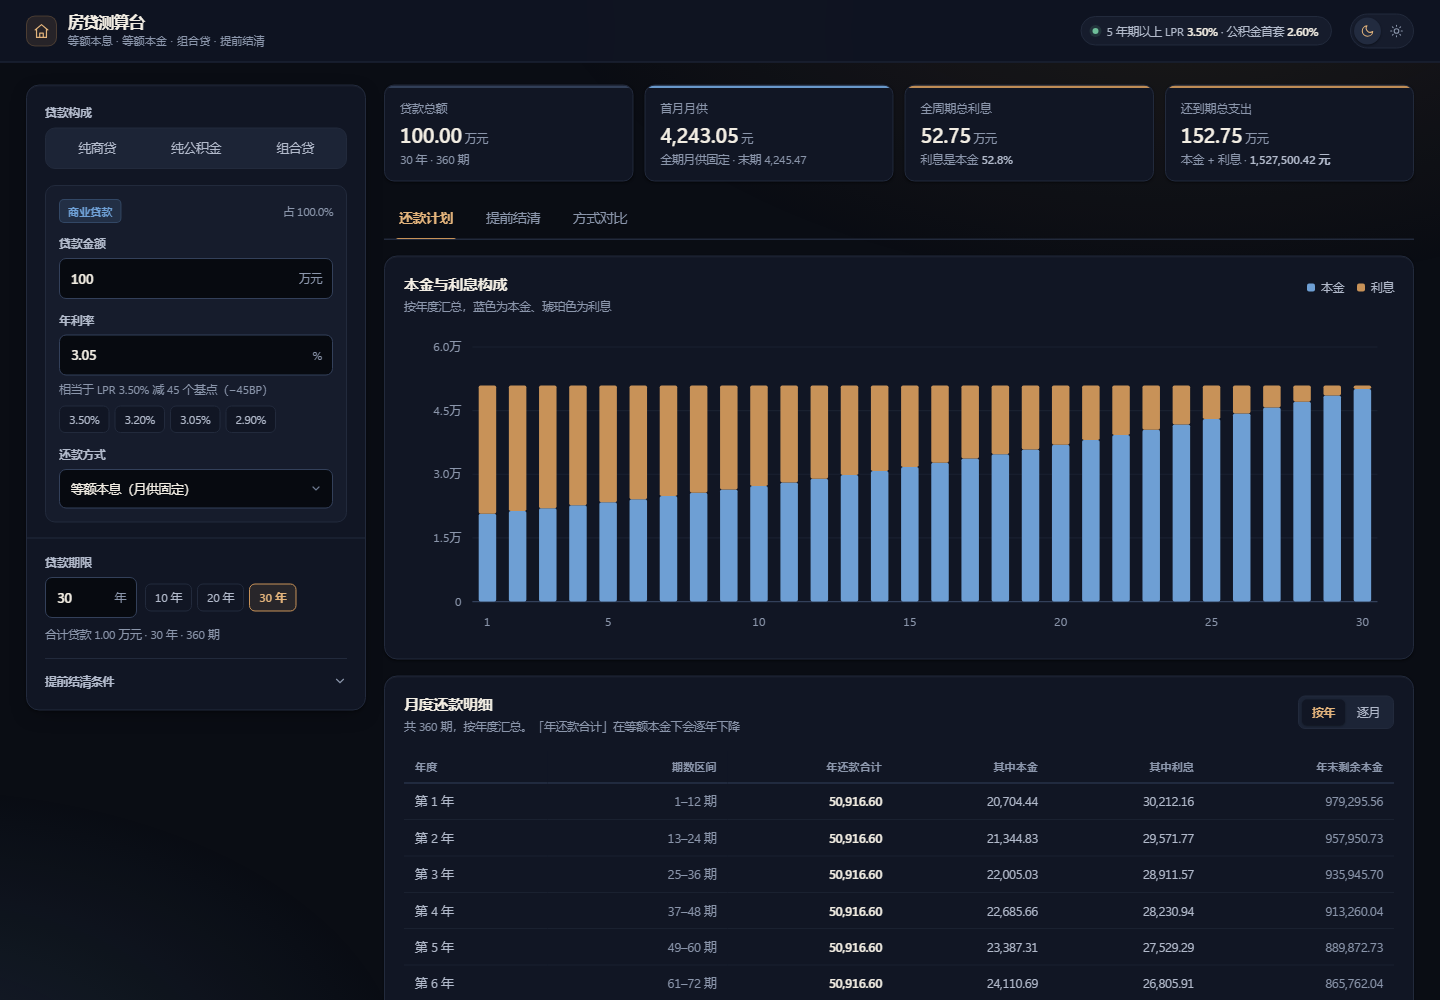 房贷测算台
等额本息 · 等额本金 · 组合贷 · 提前结清
5 年期以上 LPR 3.50% · 公积金首套 2.60%
贷款构成
纯商贷 纯公积金 组合贷
商业贷款 占 100.0%
贷款金额
100 万元
年利率
3.05 %
相当于 LPR 3.50% 减 45 个基点（−45BP）
3.50% 3.20% 3.05% 2.90%
还款方式
等额本息（月供固定）
贷款期限
30 年 10 年 20 年 30 年
合计贷款 1.00 万元 · 30 年 · 360 期
提前结清条件
贷款总额
100.00 万元
30 年 · 360 期
首月月供
4,243.05 元
全期月供固定 · 末期 4,245.47
全周期总利息
52.75 万元
利息是本金 52.8%
还到期总支出
152.75 万元
本金 + 利息 · 1,527,500.42 元
还款计划 提前结清 方式对比
本金与利息构成
按年度汇总，蓝色为本金、琥珀色为利息
本金 利息
6.0万
4.5万
3.0万
1.5万
0
1 5 10 15 20 25 30
月度还款明细
共 360 期，按年度汇总。「年还款合计」在等额本金下会逐年下降
按年 逐月
年度 期数区间 年还款合计 其中本金 其中利息 年末剩余本金
第 1 年 1–12 期 50,916.60 20,704.44 30,212.16 979,295.56
第 2 年 13–24 期 50,916.60 21,344.83 29,571.77 957,950.73
第 3 年 25–36 期 50,916.60 22,005.03 28,911.57 935,945.70
第 4 年 37–48 期 50,916.60 22,685.66 28,230.94 913,260.04
第 5 年 49–60 期 50,916.60 23,387.31 27,529.29 889,872.73
第 6 年 61–72 期 50,916.60 24,110.69 26,805.91 865,762.04